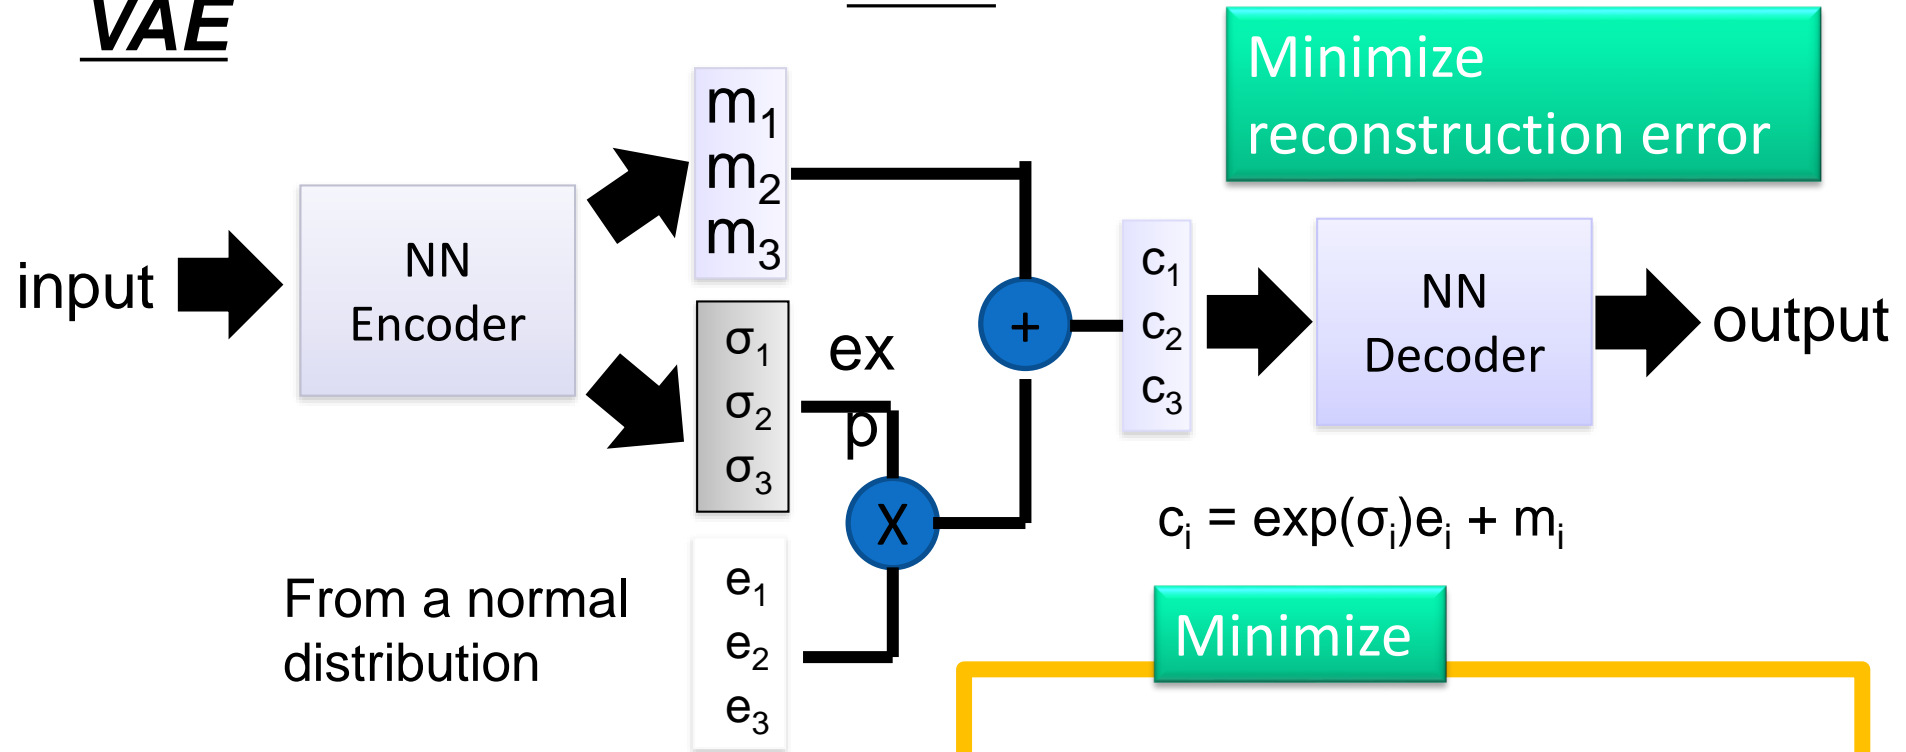 VAE
Minimize
reconstruction error
m₁
m₂
m₃
input
NN
Encoder
σ₁
σ₂
σ₃
ex
p
X
+
c₁
c₂
c₃
NN
Decoder
output
cᵢ = exp(σᵢ)eᵢ + mᵢ
From a normal
distribution
e₁
e₂
e₃
Minimize